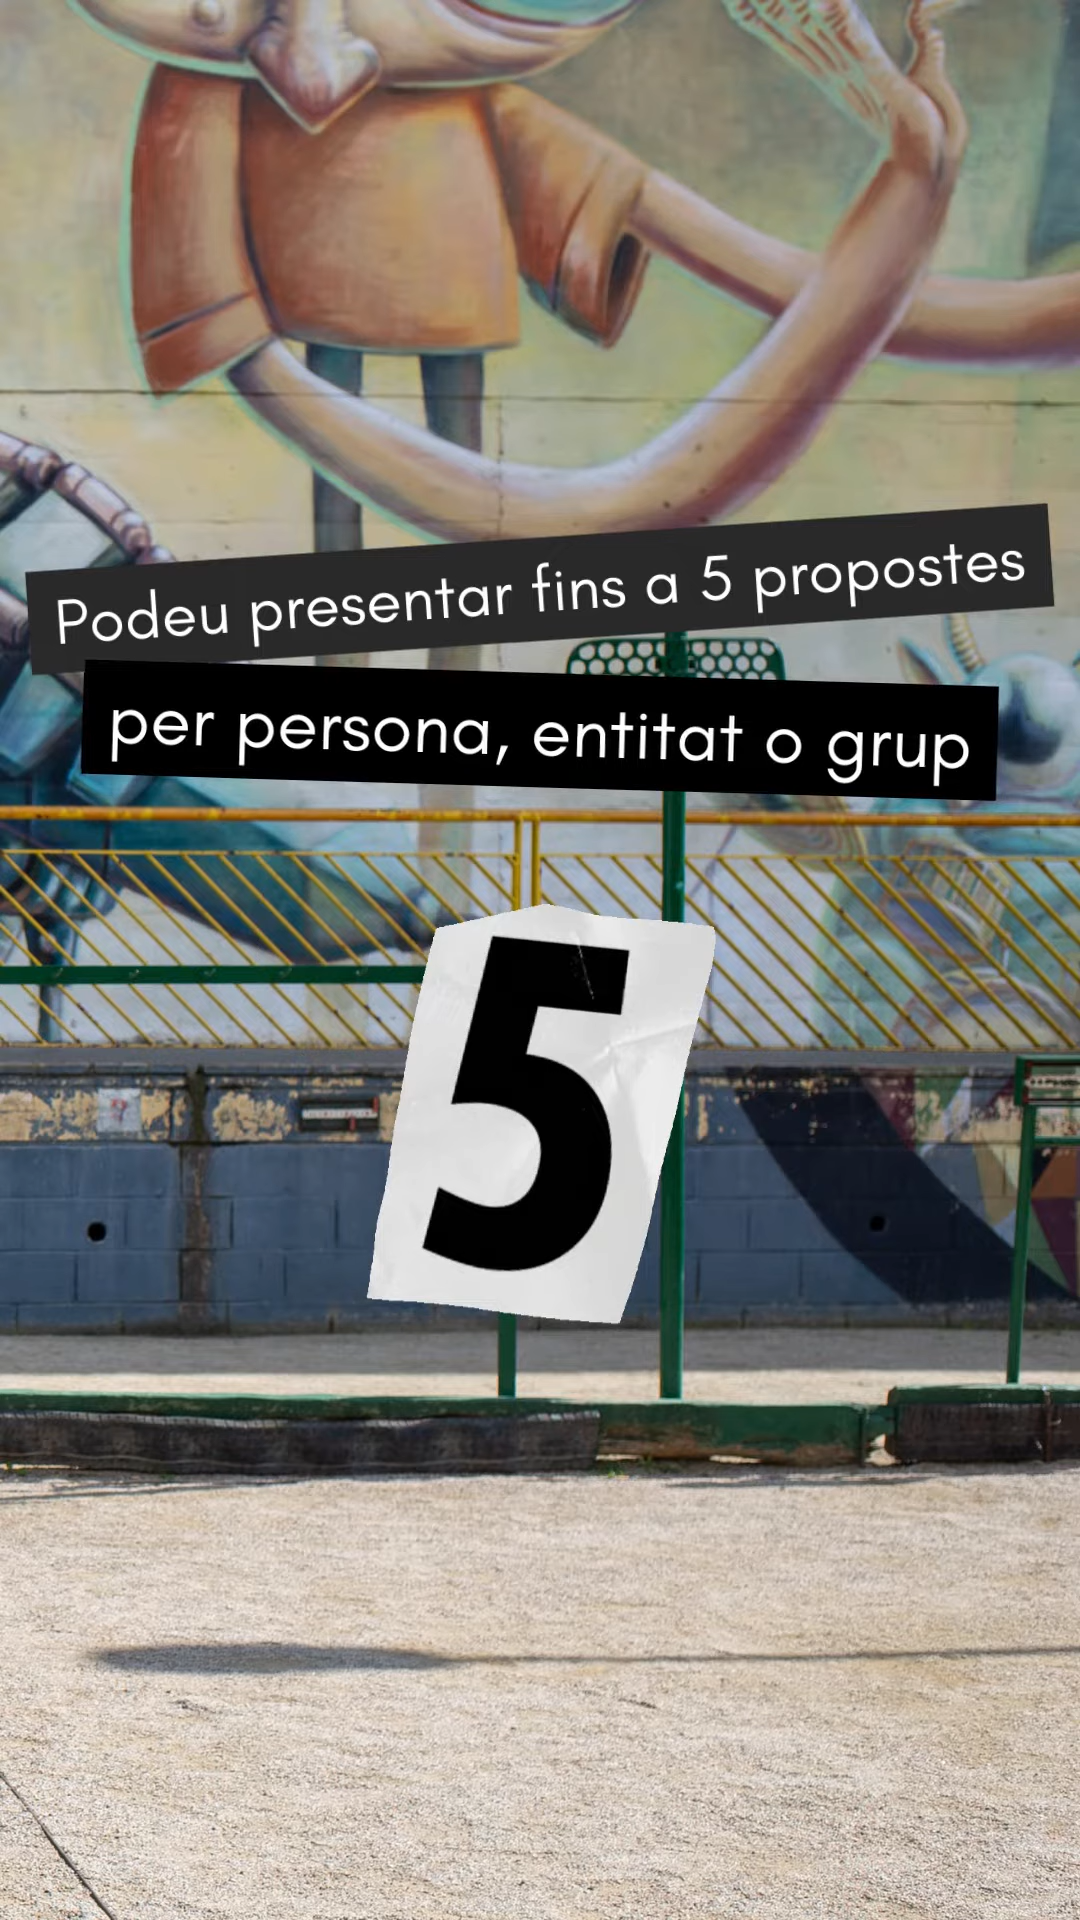 Podeu presentar fins a 5 propostes
per persona, entitat o grup
5